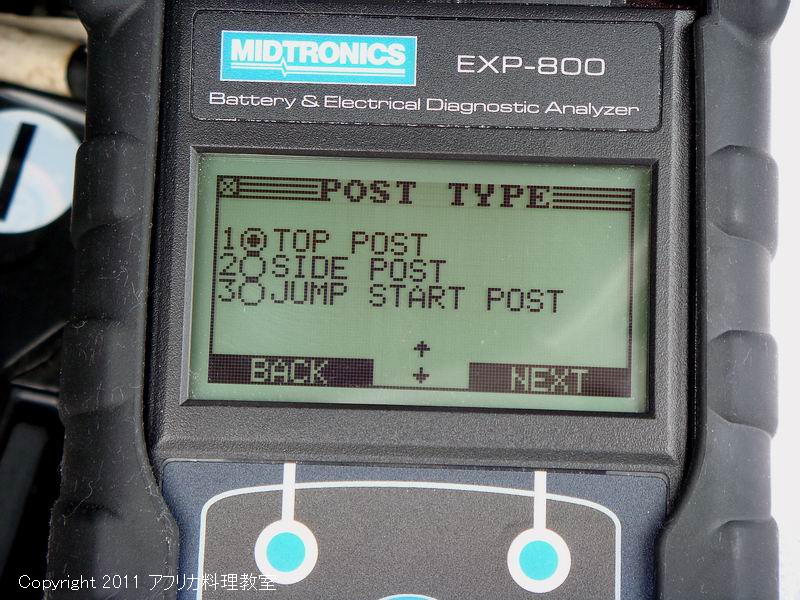 MIDTRONICS
EXP-800
Battery & Electrical Diagnostic Analyzer
POST TYPE
1 TOP POST
2 SIDE POST
3 JUMP START POST
BACK
NEXT
Copyright 2011 アフリカ料理教室